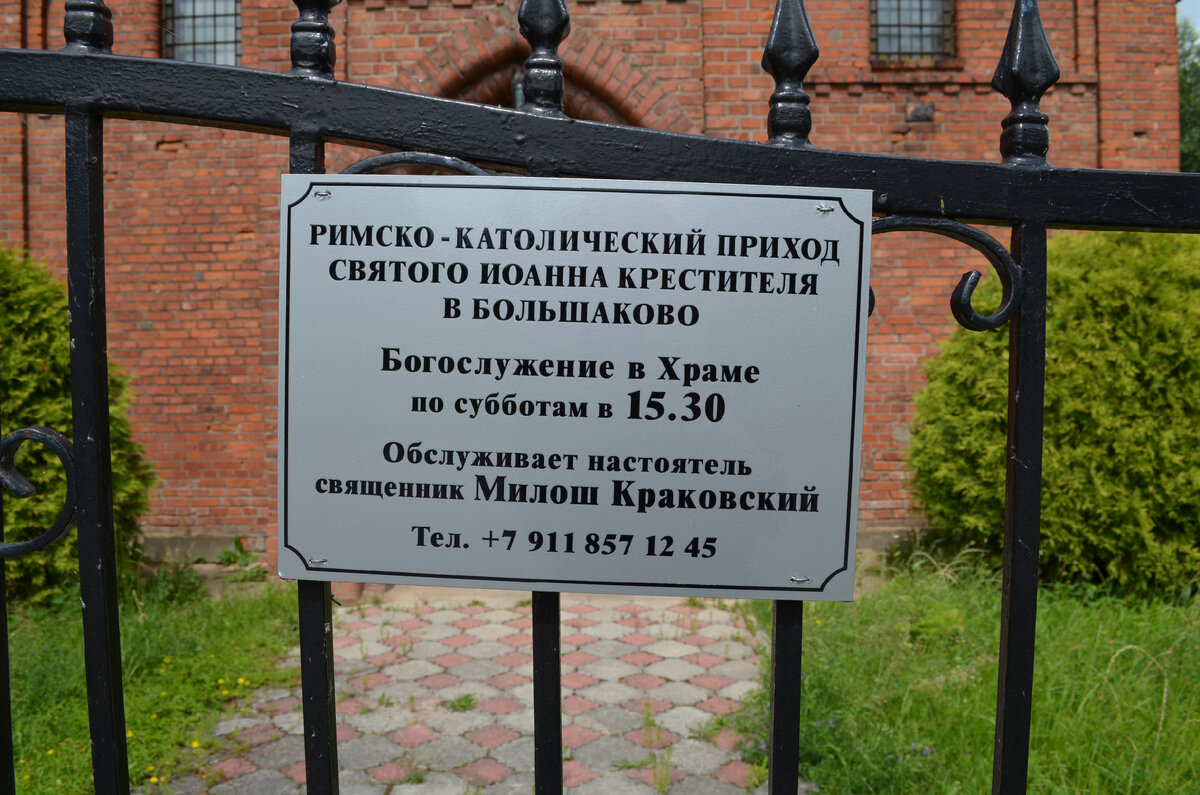 РИМСКО - КАТОЛИЧЕСКИЙ ПРИХОД
СВЯТОГО ИОАННА КРЕСТИТЕЛЯ
В БОЛЬШАКОВО
Богослужение в Храме
по субботам в 15.30
Обслуживает настоятель
священник Милош Краковский
Тел. +7 911 857 12 45